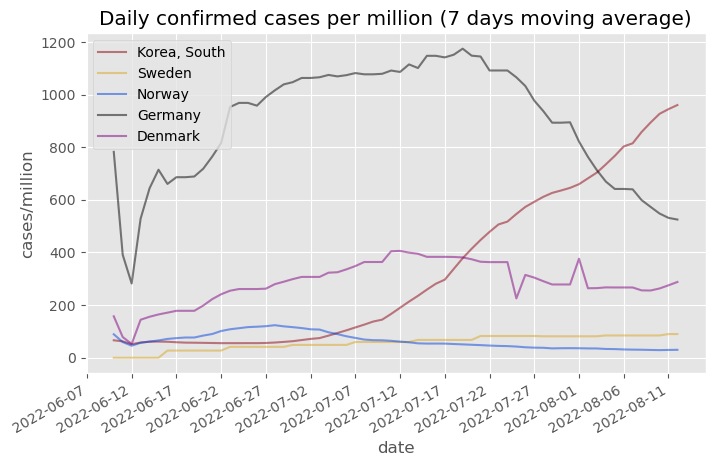 Daily confirmed cases per million (7 days moving average)
1200
1000
800
600
400
200
0
cases/million
Korea, South
Sweden
Norway
Germany
Denmark
2022-06-07
2022-06-12
2022-06-17
2022-06-22
2022-06-27
2022-07-02
2022-07-07
2022-07-12
2022-07-17
2022-07-22
2022-07-27
2022-08-01
2022-08-06
2022-08-11
date